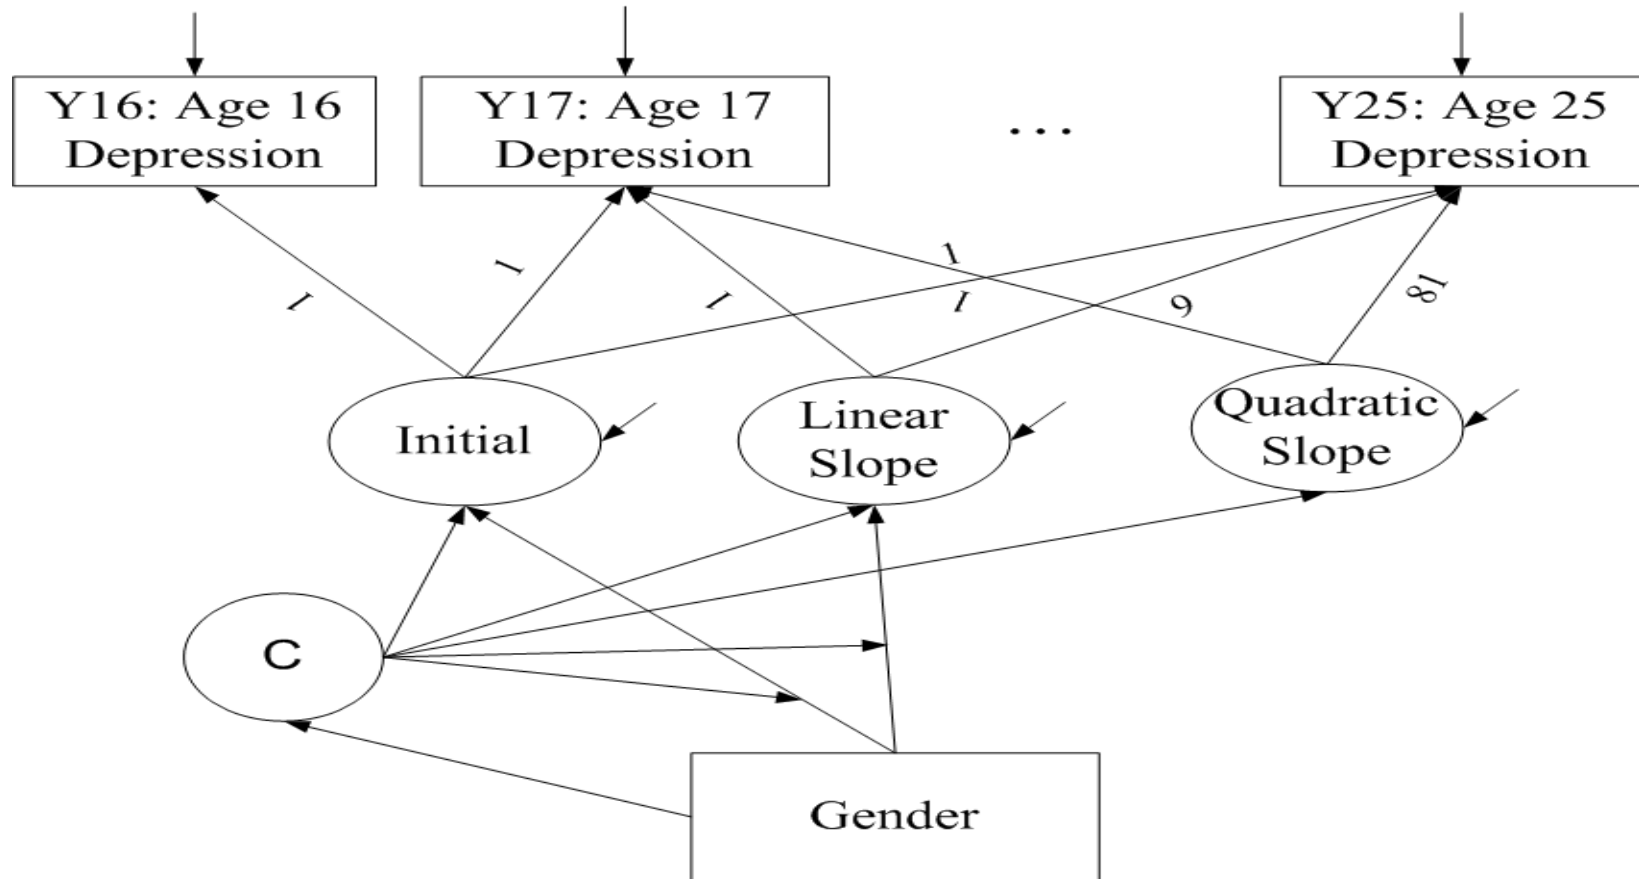 Y16: Age 16
Depression
Y17: Age 17
Depression
...
Y25: Age 25
Depression
1
1
1
1
1
9
81
Initial
Linear
Slope
Quadratic
Slope
C
Gender